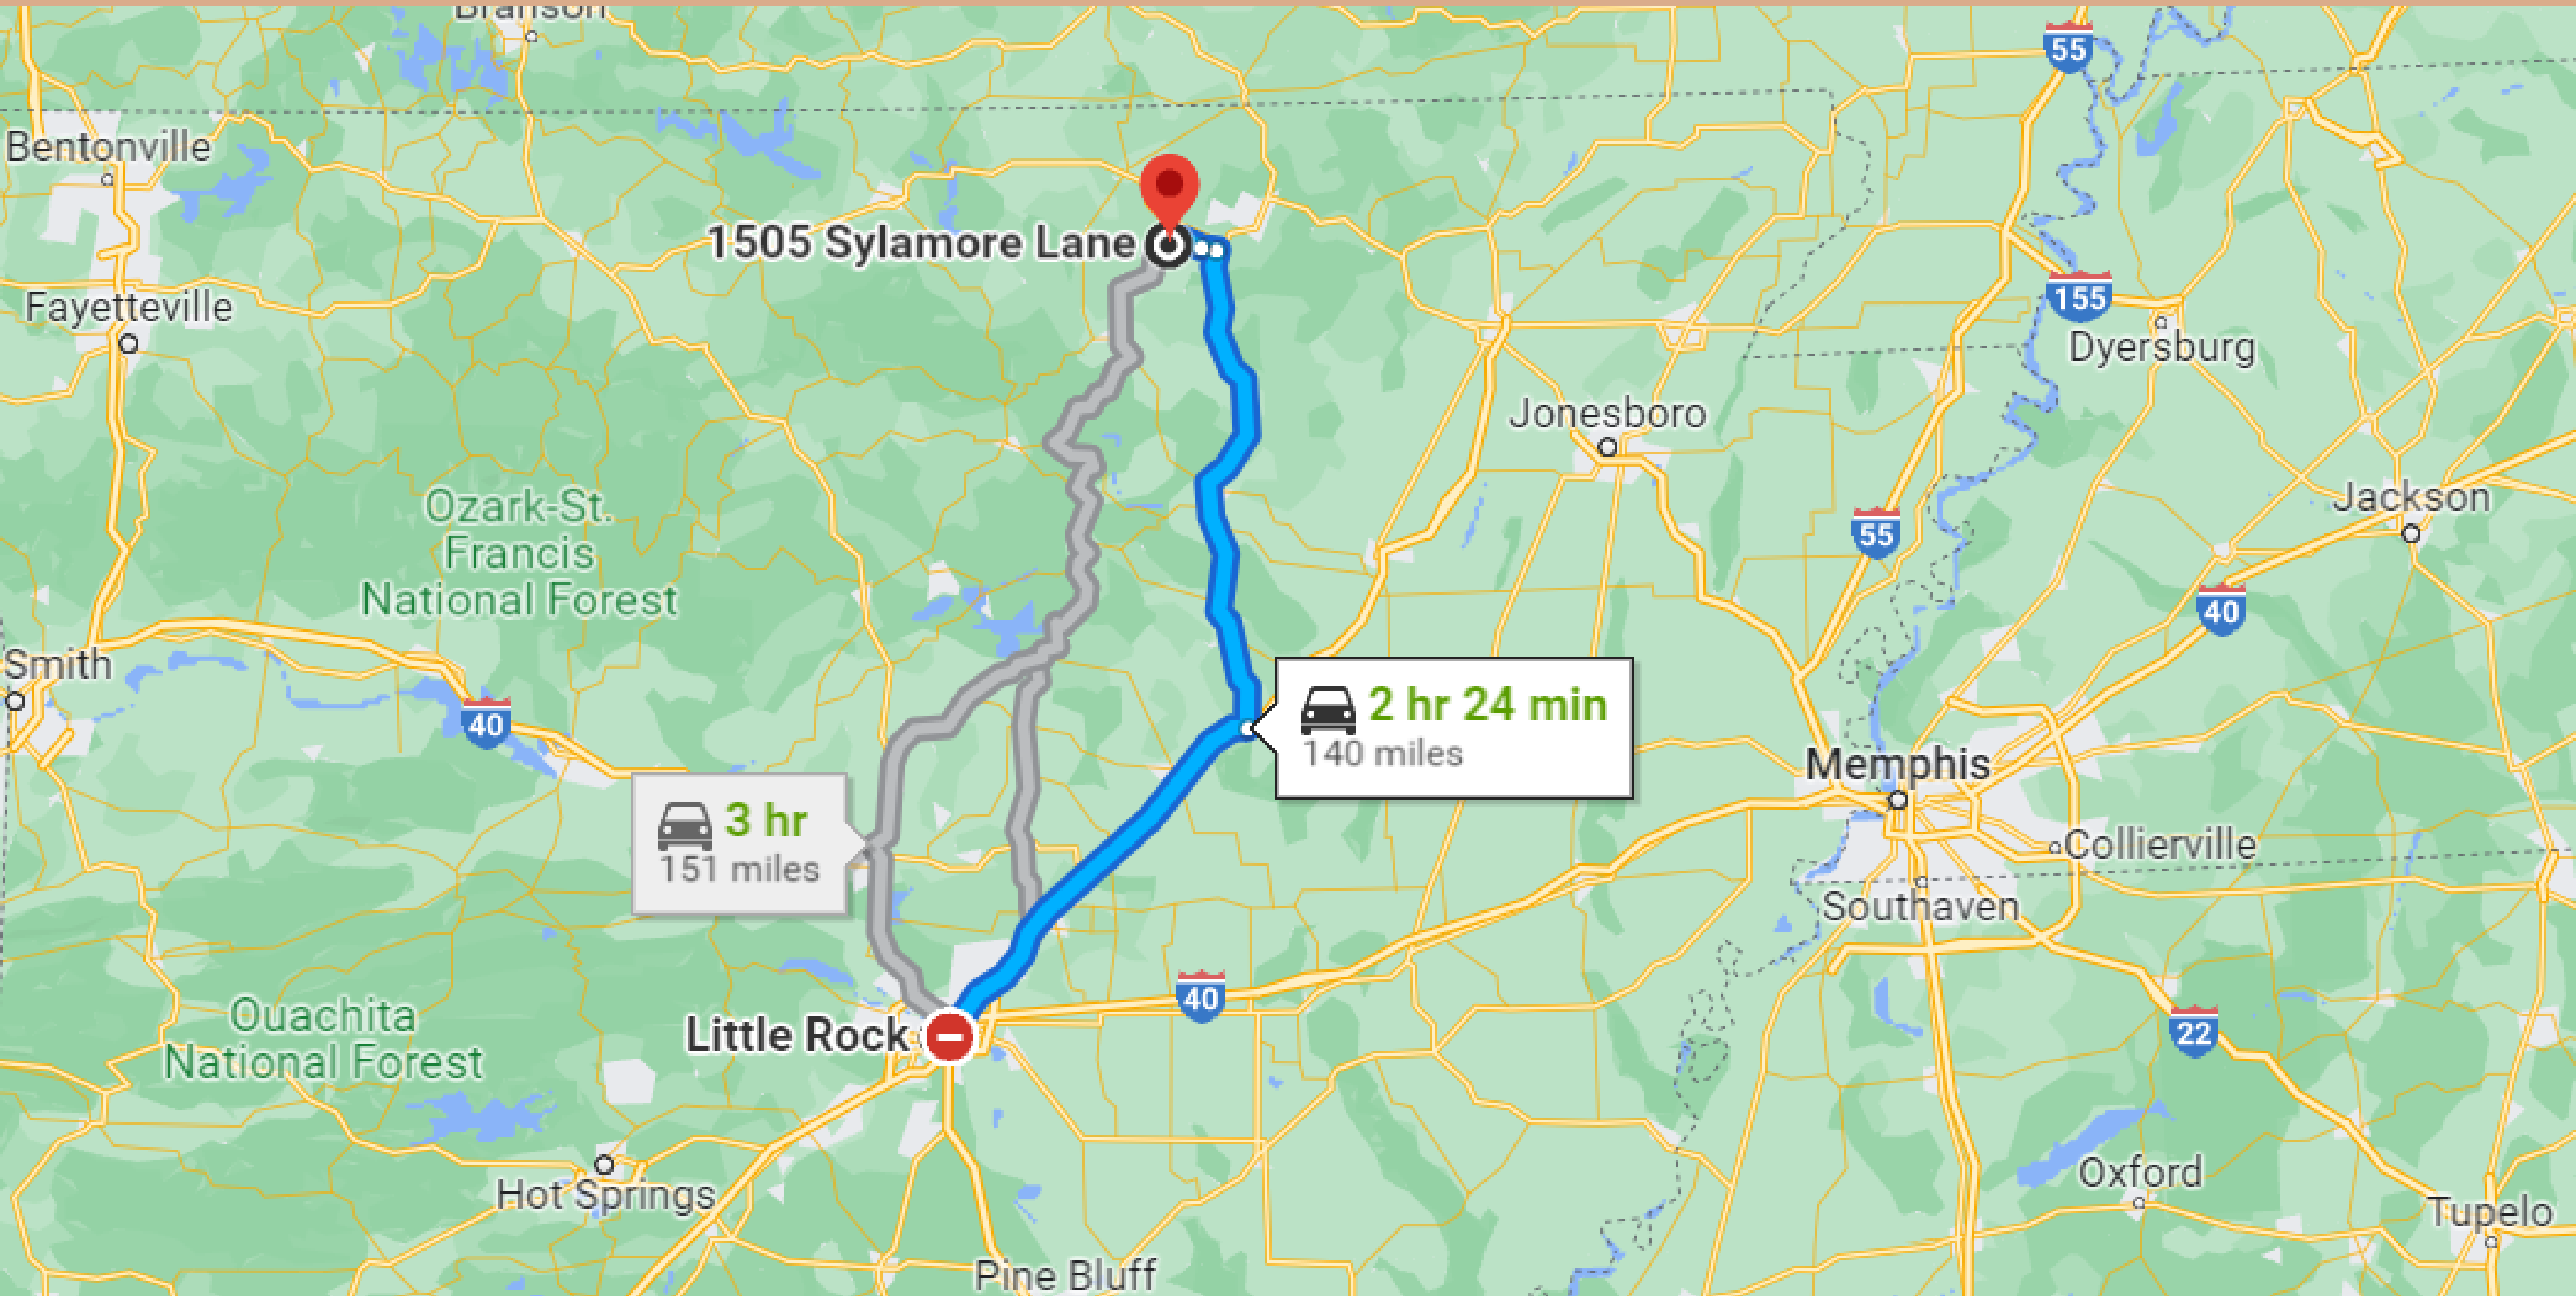 Branson
55
Bentonville
1505 Sylamore Lane
155
Fayetteville
Dyersburg
Jonesboro
Jackson
Ozark-St.
Francis
National Forest
55
40
Smith
40
2 hr 24 min
140 miles
Memphis
3 hr
151 miles
Collierville
Southaven
40
Ouachita
National Forest
Little Rock
22
Hot Springs
Oxford
Tupelo
Pine Bluff